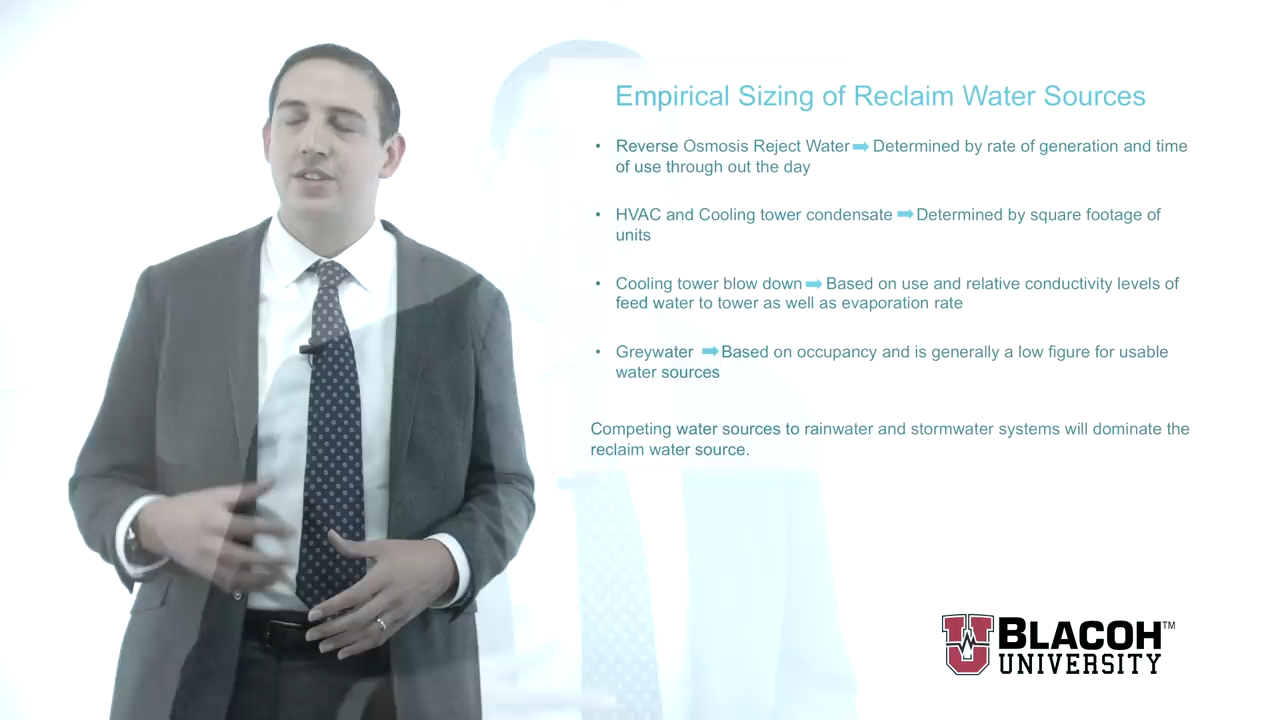 Empirical Sizing of Reclaim Water Sources
• Reverse Osmosis Reject Water ➡ Determined by rate of generation and time
of use through out the day
• HVAC and Cooling tower condensate ➡ Determined by square footage of
units
• Cooling tower blow down ➡ Based on use and relative conductivity levels of
feed water to tower as well as evaporation rate
• Greywater ➡ Based on occupancy and is generally a low figure for usable
water sources
Competing water sources to rainwater and stormwater systems will dominate the
reclaim water source.
U BLACOH™
UNIVERSITY